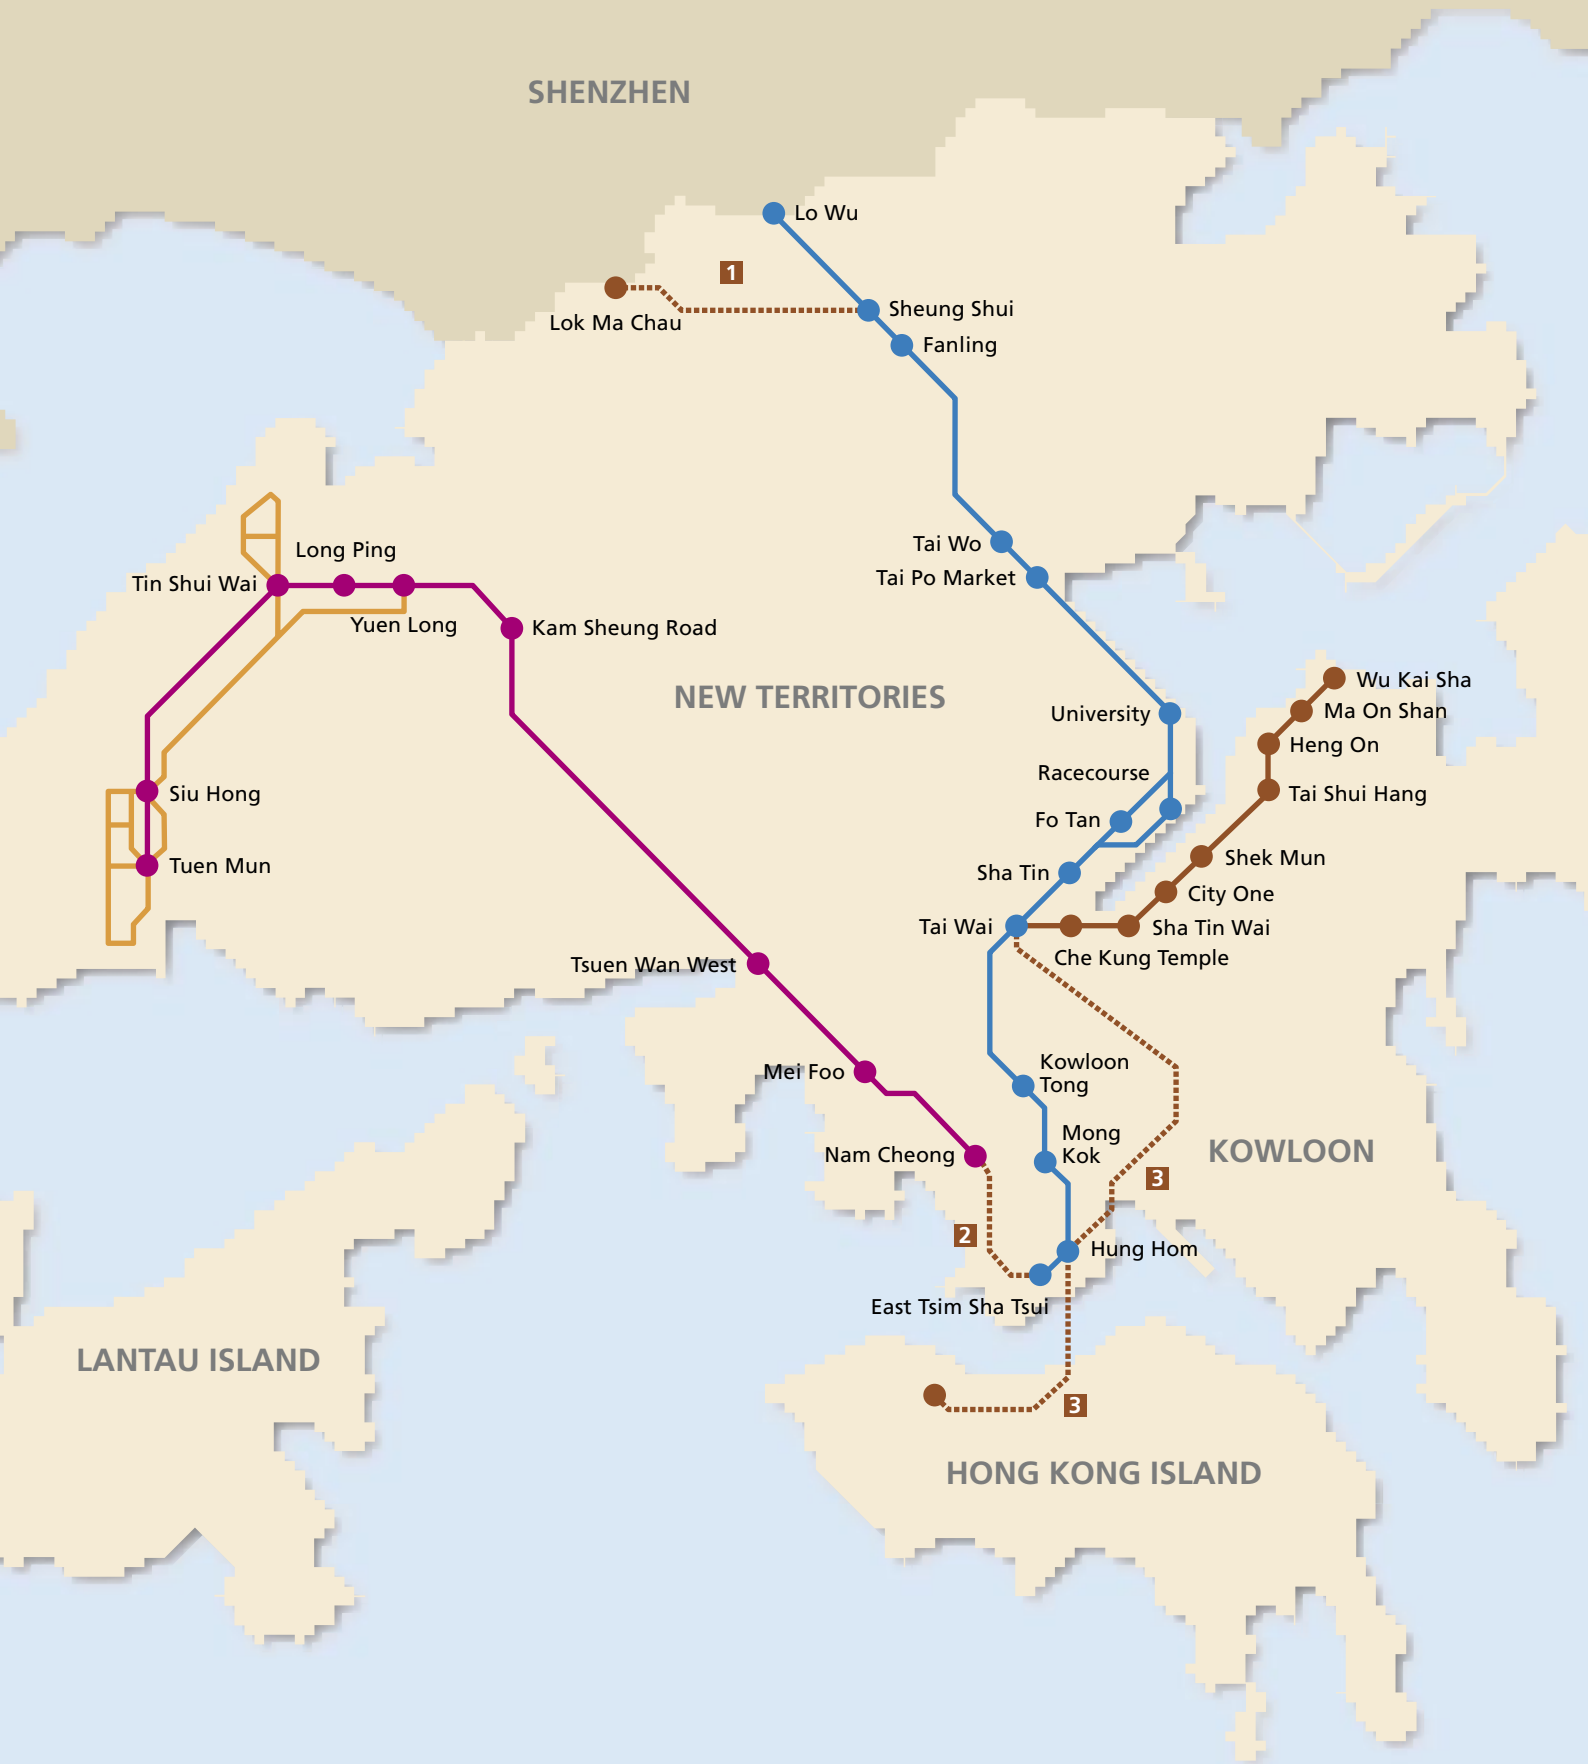 SHENZHEN
Lo Wu
1
Lok Ma Chau
Sheung Shui
Fanling
Tai Wo
Long Ping
Tin Shui Wai
Tai Po Market
Yuen Long
Kam Sheung Road
NEW TERRITORIES
Wu Kai Sha
Ma On Shan
University
Heng On
Racecourse
Siu Hong
Tai Shui Hang
Fo Tan
Tuen Mun
Shek Mun
Sha Tin
City One
Tai Wai
Sha Tin Wai
Che Kung Temple
Tsuen Wan West
Mei Foo
Kowloon
Tong
Mong
Kok
Nam Cheong
KOWLOON
3
2
Hung Hom
East Tsim Sha Tsui
LANTAU ISLAND
3
HONG KONG ISLAND